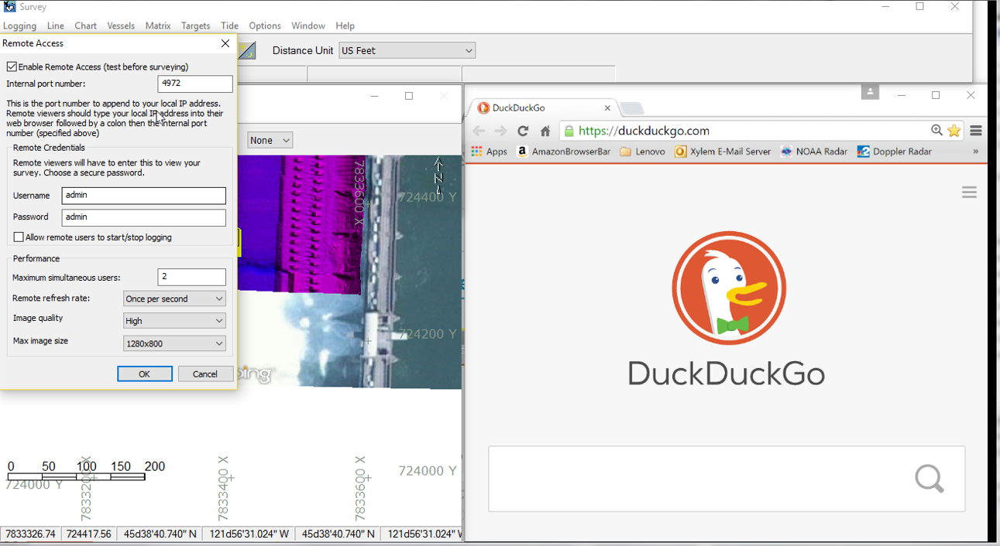 Survey
Logging Line Chart Vessels Matrix Targets Tide Options Window Help
Remote Access
Enable Remote Access (test before surveying)
Internal port number: 4972
This is the port number to append to your local IP address.
Remote viewers should type your local IP address into their
web browser followed by a colon then the internal port
number (specified above)
Remote Credentials
Remote viewers will have to enter this to view your
survey. Choose a secure password.
Username admin
Password admin
Allow remote users to start/stop logging
Performance
Maximum simultaneous users: 2
Remote refresh rate: Once per second
Image quality High
Max image size 1280x800
OK Cancel
Distance Unit US Feet
None
7833600 X
N
724400 Y
724200 Y
bing
0 50 100 150 200
724000 Y
7833200 X
7833400 X
7833600 X
724000 Y
7833326.74 724417.56 45d38'40.740" N 121d56'31.024" W 45d38'40.740" N 121d56'31.024" W
DuckDuckGo
https://duckduckgo.com
Apps AmazonBrowserBar Lenovo Xylem E-Mail Server NOAA Radar Doppler Radar »
DuckDuckGo